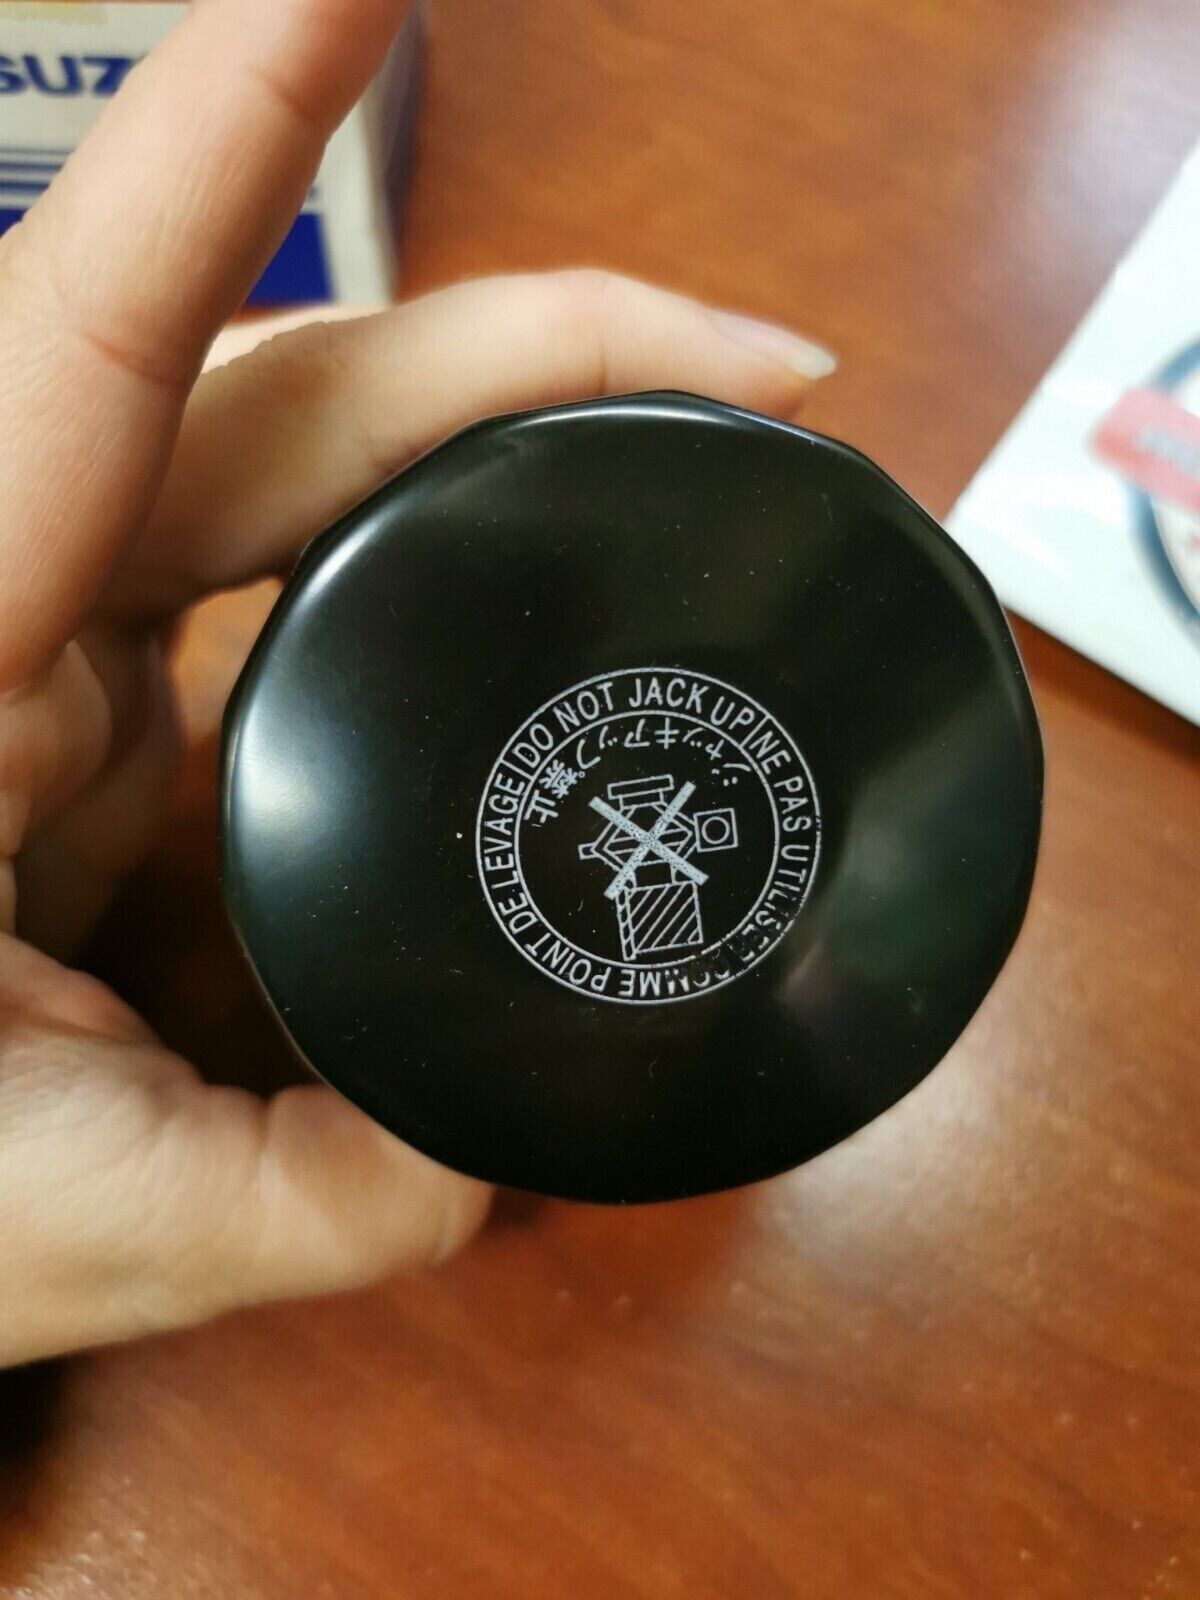 SUZ
DO NOT JACK UP
NE PAS UTILISER COMME POINT DE LEVAGE
ジャッキアップ禁止